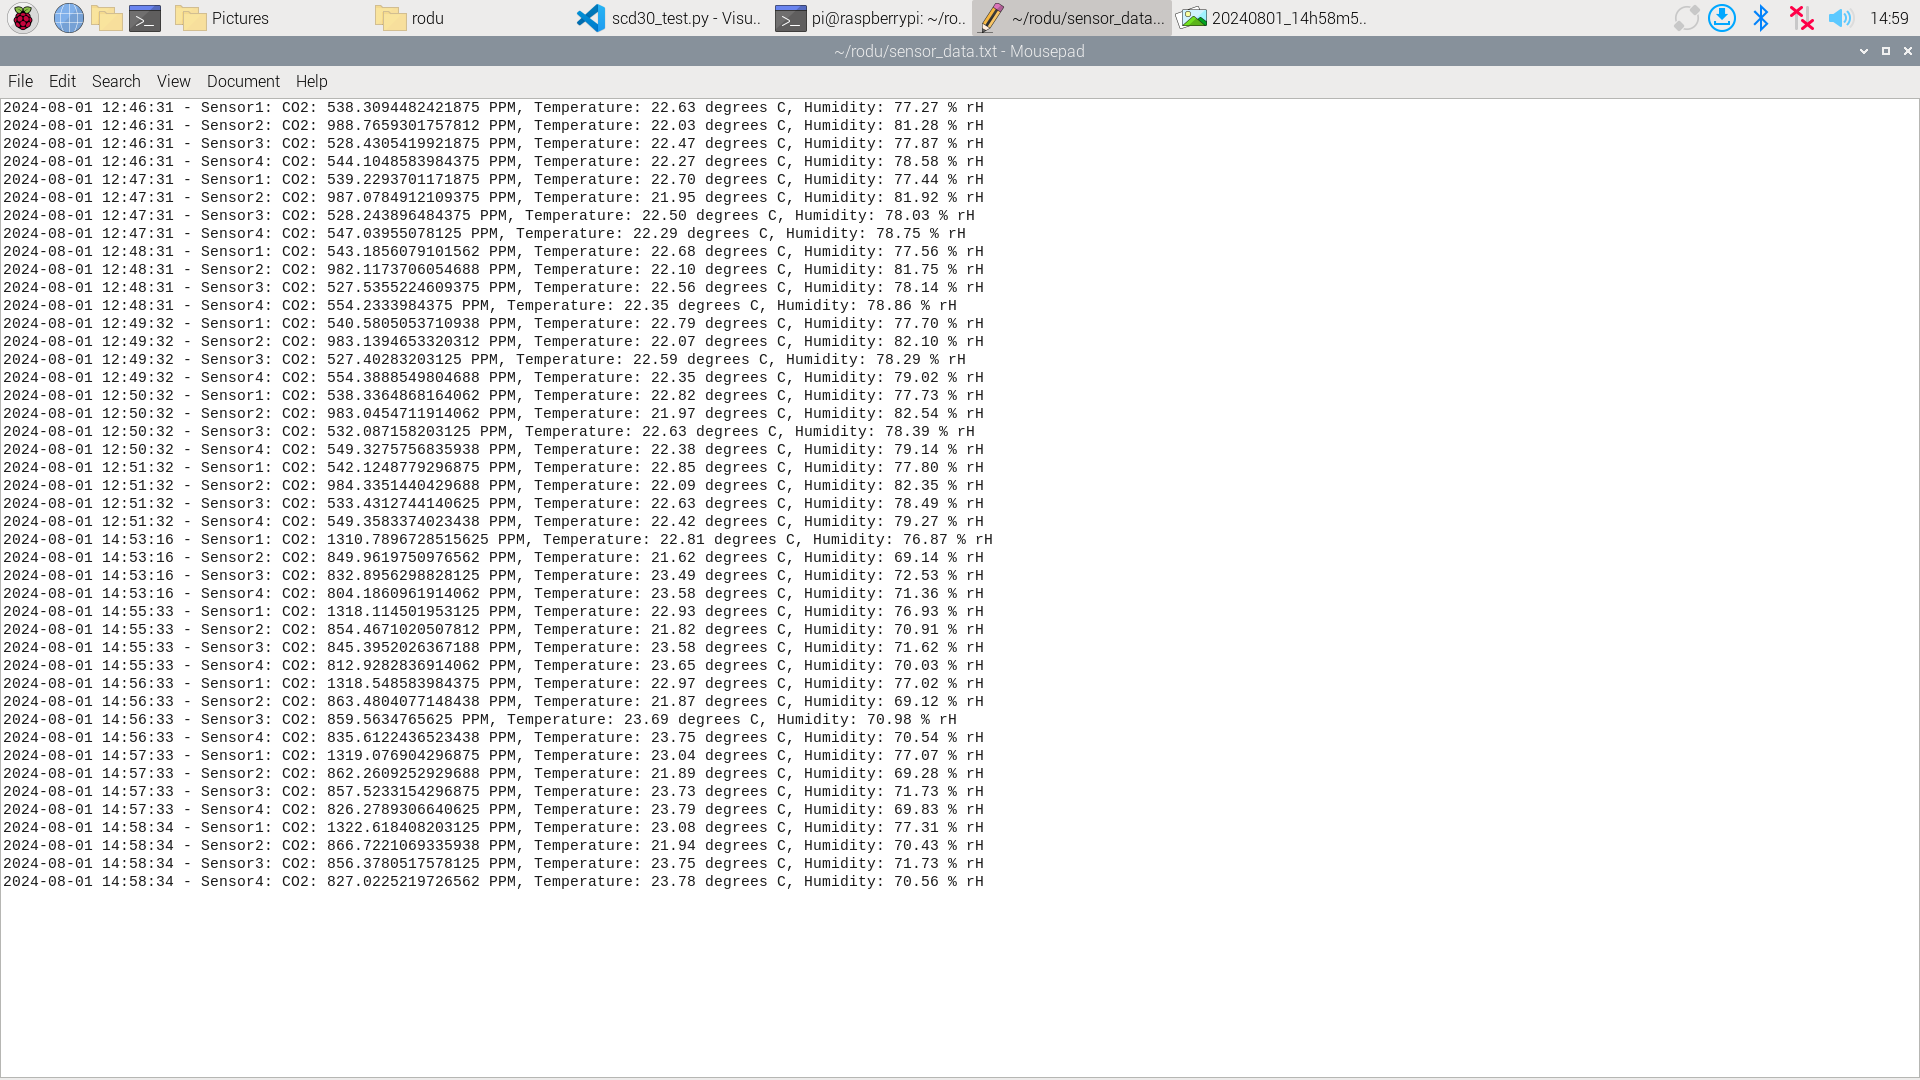 Pictures
rodu
scd30_test.py - Visu..
pi@raspberrypi: ~/ro..
~/rodu/sensor_data...
20240801_14h58m5..
14:59
~/rodu/sensor_data.txt - Mousepad
File Edit Search View Document Help
2024-08-01 12:46:31 - Sensor1: CO2: 538.3094482421875 PPM, Temperature: 22.63 degrees C, Humidity: 77.27 % rH
2024-08-01 12:46:31 - Sensor2: CO2: 988.7659301757812 PPM, Temperature: 22.03 degrees C, Humidity: 81.28 % rH
2024-08-01 12:46:31 - Sensor3: CO2: 528.4305419921875 PPM, Temperature: 22.47 degrees C, Humidity: 77.87 % rH
2024-08-01 12:46:31 - Sensor4: CO2: 544.1048583984375 PPM, Temperature: 22.27 degrees C, Humidity: 78.58 % rH
2024-08-01 12:47:31 - Sensor1: CO2: 539.2293701171875 PPM, Temperature: 22.70 degrees C, Humidity: 77.44 % rH
2024-08-01 12:47:31 - Sensor2: CO2: 987.0784912109375 PPM, Temperature: 21.95 degrees C, Humidity: 81.92 % rH
2024-08-01 12:47:31 - Sensor3: CO2: 528.243896484375 PPM, Temperature: 22.50 degrees C, Humidity: 78.03 % rH
2024-08-01 12:47:31 - Sensor4: CO2: 547.03955078125 PPM, Temperature: 22.29 degrees C, Humidity: 78.75 % rH
2024-08-01 12:48:31 - Sensor1: CO2: 543.1856079101562 PPM, Temperature: 22.68 degrees C, Humidity: 77.56 % rH
2024-08-01 12:48:31 - Sensor2: CO2: 982.1173706054688 PPM, Temperature: 22.10 degrees C, Humidity: 81.75 % rH
2024-08-01 12:48:31 - Sensor3: CO2: 527.5355224609375 PPM, Temperature: 22.56 degrees C, Humidity: 78.14 % rH
2024-08-01 12:48:31 - Sensor4: CO2: 554.2333984375 PPM, Temperature: 22.35 degrees C, Humidity: 78.86 % rH
2024-08-01 12:49:32 - Sensor1: CO2: 540.5805053710938 PPM, Temperature: 22.79 degrees C, Humidity: 77.70 % rH
2024-08-01 12:49:32 - Sensor2: CO2: 983.1394653320312 PPM, Temperature: 22.07 degrees C, Humidity: 82.10 % rH
2024-08-01 12:49:32 - Sensor3: CO2: 527.40283203125 PPM, Temperature: 22.59 degrees C, Humidity: 78.29 % rH
2024-08-01 12:49:32 - Sensor4: CO2: 554.3888549804688 PPM, Temperature: 22.35 degrees C, Humidity: 79.02 % rH
2024-08-01 12:50:32 - Sensor1: CO2: 538.3364868164062 PPM, Temperature: 22.82 degrees C, Humidity: 77.73 % rH
2024-08-01 12:50:32 - Sensor2: CO2: 983.0454711914062 PPM, Temperature: 21.97 degrees C, Humidity: 82.54 % rH
2024-08-01 12:50:32 - Sensor3: CO2: 532.087158203125 PPM, Temperature: 22.63 degrees C, Humidity: 78.39 % rH
2024-08-01 12:50:32 - Sensor4: CO2: 549.3275756835938 PPM, Temperature: 22.38 degrees C, Humidity: 79.14 % rH
2024-08-01 12:51:32 - Sensor1: CO2: 542.1248779296875 PPM, Temperature: 22.85 degrees C, Humidity: 77.80 % rH
2024-08-01 12:51:32 - Sensor2: CO2: 984.3351440429688 PPM, Temperature: 22.09 degrees C, Humidity: 82.35 % rH
2024-08-01 12:51:32 - Sensor3: CO2: 533.4312744140625 PPM, Temperature: 22.63 degrees C, Humidity: 78.49 % rH
2024-08-01 12:51:32 - Sensor4: CO2: 549.3583374023438 PPM, Temperature: 22.42 degrees C, Humidity: 79.27 % rH
2024-08-01 14:53:16 - Sensor1: CO2: 1310.7896728515625 PPM, Temperature: 22.81 degrees C, Humidity: 76.87 % rH
2024-08-01 14:53:16 - Sensor2: CO2: 849.9619750976562 PPM, Temperature: 21.62 degrees C, Humidity: 69.14 % rH
2024-08-01 14:53:16 - Sensor3: CO2: 832.8956298828125 PPM, Temperature: 23.49 degrees C, Humidity: 72.53 % rH
2024-08-01 14:53:16 - Sensor4: CO2: 804.1860961914062 PPM, Temperature: 23.58 degrees C, Humidity: 71.36 % rH
2024-08-01 14:55:33 - Sensor1: CO2: 1318.114501953125 PPM, Temperature: 22.93 degrees C, Humidity: 76.93 % rH
2024-08-01 14:55:33 - Sensor2: CO2: 854.4671020507812 PPM, Temperature: 21.82 degrees C, Humidity: 70.91 % rH
2024-08-01 14:55:33 - Sensor3: CO2: 845.3952026367188 PPM, Temperature: 23.58 degrees C, Humidity: 71.62 % rH
2024-08-01 14:55:33 - Sensor4: CO2: 812.9282836914062 PPM, Temperature: 23.65 degrees C, Humidity: 70.03 % rH
2024-08-01 14:56:33 - Sensor1: CO2: 1318.548583984375 PPM, Temperature: 22.97 degrees C, Humidity: 77.02 % rH
2024-08-01 14:56:33 - Sensor2: CO2: 863.4804077148438 PPM, Temperature: 21.87 degrees C, Humidity: 69.12 % rH
2024-08-01 14:56:33 - Sensor3: CO2: 859.5634765625 PPM, Temperature: 23.69 degrees C, Humidity: 70.98 % rH
2024-08-01 14:56:33 - Sensor4: CO2: 835.6122436523438 PPM, Temperature: 23.75 degrees C, Humidity: 70.54 % rH
2024-08-01 14:57:33 - Sensor1: CO2: 1319.076904296875 PPM, Temperature: 23.04 degrees C, Humidity: 77.07 % rH
2024-08-01 14:57:33 - Sensor2: CO2: 862.2609252929688 PPM, Temperature: 21.89 degrees C, Humidity: 69.28 % rH
2024-08-01 14:57:33 - Sensor3: CO2: 857.5233154296875 PPM, Temperature: 23.73 degrees C, Humidity: 71.73 % rH
2024-08-01 14:57:33 - Sensor4: CO2: 826.2789306640625 PPM, Temperature: 23.79 degrees C, Humidity: 69.83 % rH
2024-08-01 14:58:34 - Sensor1: CO2: 1322.618408203125 PPM, Temperature: 23.08 degrees C, Humidity: 77.31 % rH
2024-08-01 14:58:34 - Sensor2: CO2: 866.7221069335938 PPM, Temperature: 21.94 degrees C, Humidity: 70.43 % rH
2024-08-01 14:58:34 - Sensor3: CO2: 856.3780517578125 PPM, Temperature: 23.75 degrees C, Humidity: 71.73 % rH
2024-08-01 14:58:34 - Sensor4: CO2: 827.0225219726562 PPM, Temperature: 23.78 degrees C, Humidity: 70.56 % rH